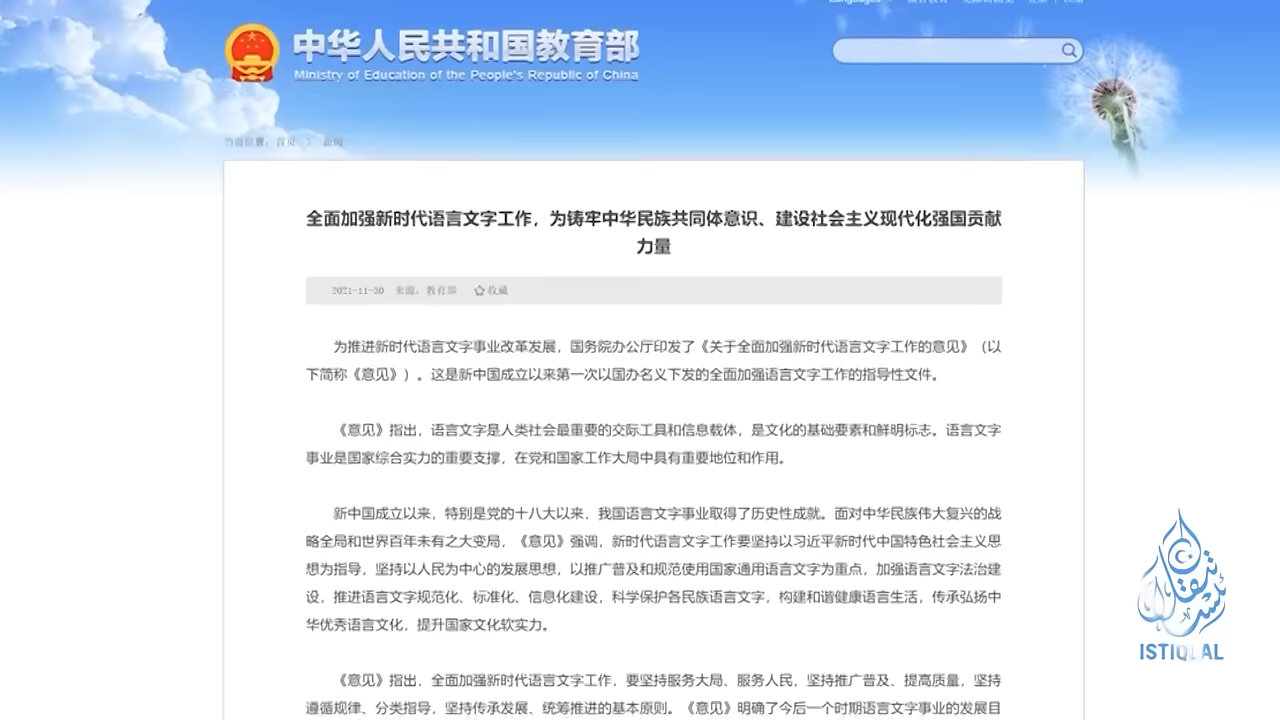 中华人民共和国教育部
Ministry of Education of the People's Republic of China
当前位置：首页 > 新闻
全面加强新时代语言文字工作，为铸牢中华民族共同体意识、建设社会主义现代化强国贡献
力量
2021-11-30 来源：教育部 收藏
为推进新时代语言文字事业改革发展，国务院办公厅印发了《关于全面加强新时代语言文字工作的意见》（以
下简称《意见》）。这是新中国成立以来第一次以国办名义下发的全面加强语言文字工作的指导性文件。
《意见》指出，语言文字是人类社会最重要的交际工具和信息载体，是文化的基础要素和鲜明标志。语言文字
事业是国家综合实力的重要支撑，在党和国家工作大局中具有重要地位和作用。
新中国成立以来，特别是党的十八大以来，我国语言文字事业取得了历史性成就。面对中华民族伟大复兴的战
略全局和世界百年未有之大变局，《意见》强调，新时代语言文字工作要坚持以习近平新时代中国特色社会主义思
想为指导，坚持以人民为中心的发展思想，以推广普及和规范使用国家通用语言文字为重点，加强语言文字法治建
设，推进语言文字规范化、标准化、信息化建设，科学保护各民族语言文字，构建和谐健康语言生活，传承弘扬中
华优秀语言文化，提升国家文化软实力。
《意见》指出，全面加强新时代语言文字工作，要坚持服务大局、服务人民，坚持推广普及、提高质量，坚持
遵循规律、分类指导，坚持传承发展、统筹推进的基本原则。《意见》明确了今后一个时期语言文字事业的发展目
ISTIQLAL